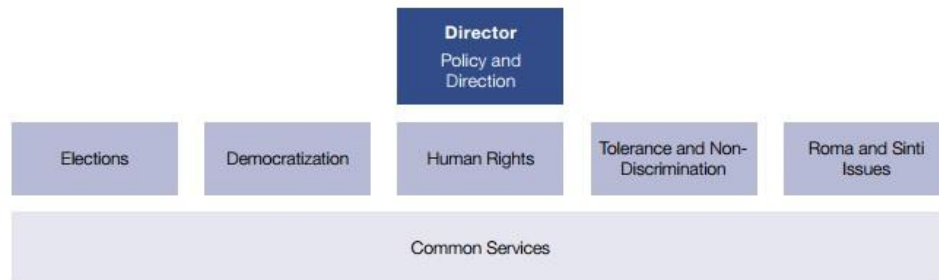 Director
Policy and
Direction
Elections
Democratization
Human Rights
Tolerance and Non-
Discrimination
Roma and Sinti
Issues
Common Services